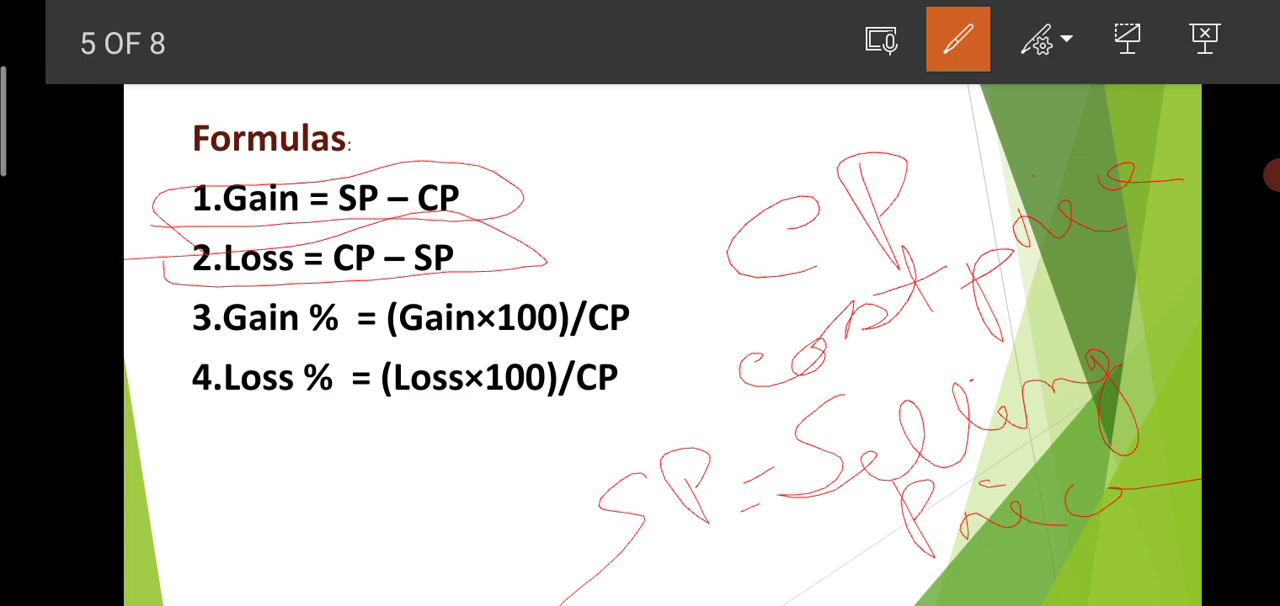 5 OF 8
Formulas:
1.Gain = SP – CP
2.Loss = CP – SP
3.Gain % = (Gain×100)/CP
4.Loss % = (Loss×100)/CP
CP
cost price
SP = Selling
Price